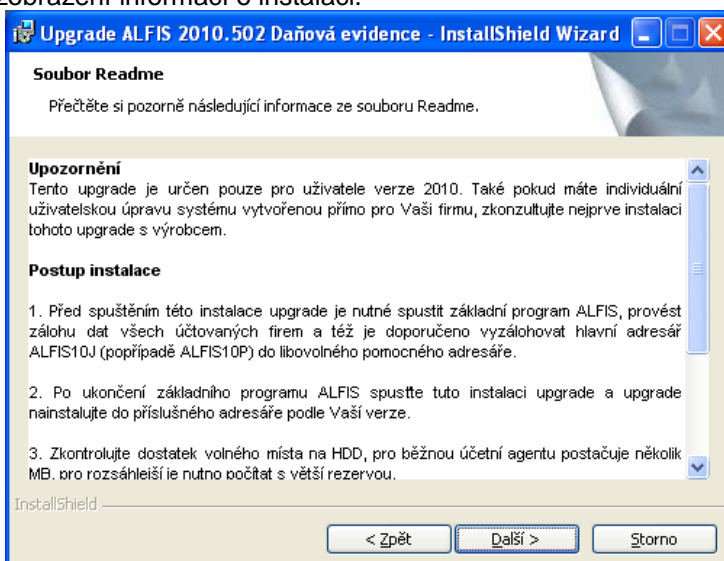 zobrazení informací o instalaci.
Upgrade ALFIS 2010.502 Daňová evidence - InstallShield Wizard
Soubor Readme
Přečtěte si pozorně následující informace ze souboru Readme.
Upozornění
Tento upgrade je určen pouze pro uživatele verze 2010. Také pokud máte individuální
uživatelskou úpravu systému vytvořenou přímo pro Vaši firmu, zkonzultujte nejprve instalaci
tohoto upgrade s výrobcem.
Postup instalace
1. Před spuštěním této instalace upgrade je nutné spustit základní program ALFIS, provést
zálohu dat všech účtovaných firem a též je doporučeno vyzálohovat hlavní adresář
ALFIS10J (popřípadě ALFIS10P) do libovolného pomocného adresáře.
2. Po ukončení základního programu ALFIS spusťte tuto instalaci upgrade a upgrade
nainstalujte do příslušného adresáře podle Vaší verze.
3. Zkontrolujte dostatek volného místa na HDD, pro běžnou účetní agentu postačuje několik
MB, pro rozsáhlejší je nutno počítat s větší rezervou.
InstallShield
< Zpět
Další >
Storno